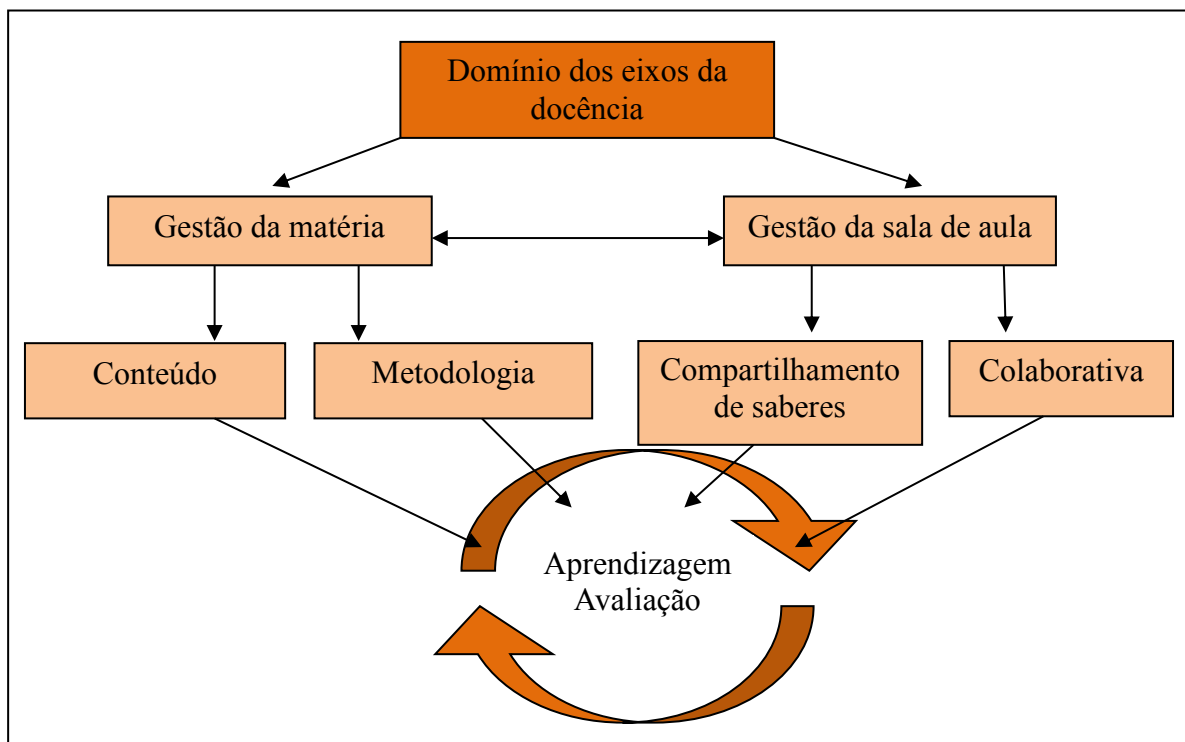 Domínio dos eixos da
docência
Gestão da matéria
Gestão da sala de aula
Conteúdo
Metodologia
Compartilhamento
de saberes
Colaborativa
Aprendizagem
Avaliação